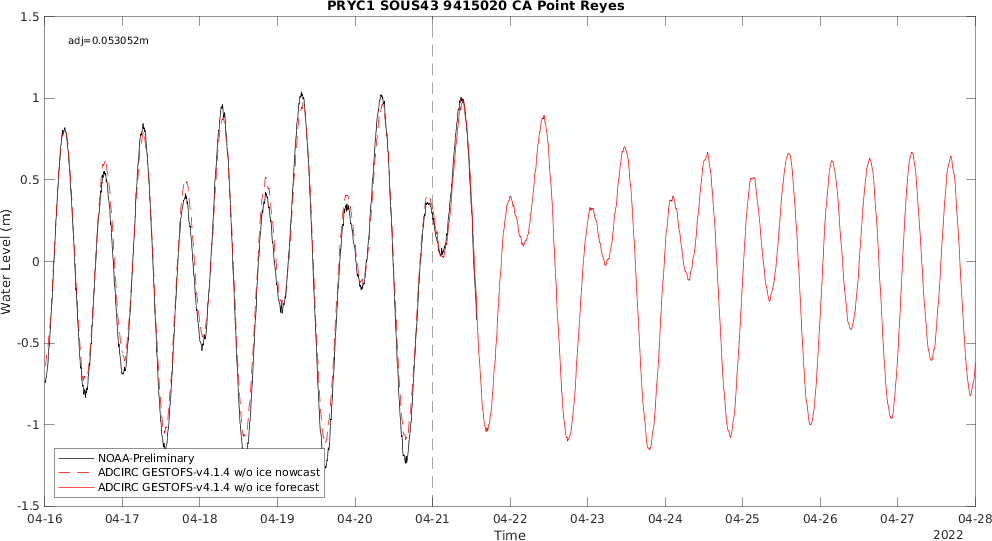 PRYC1 SOUS43 9415020 CA Point Reyes
adj=0.053052m
1.5
1
0.5
0
-0.5
-1
-1.5
Water Level (m)
NOAA-Preliminary
ADCIRC GESTOFS-v4.1.4 w/o ice nowcast
ADCIRC GESTOFS-v4.1.4 w/o ice forecast
04-16 04-17 04-18 04-19 04-20 04-21 04-22 04-23 04-24 04-25 04-26 04-27 04-28
Time
2022